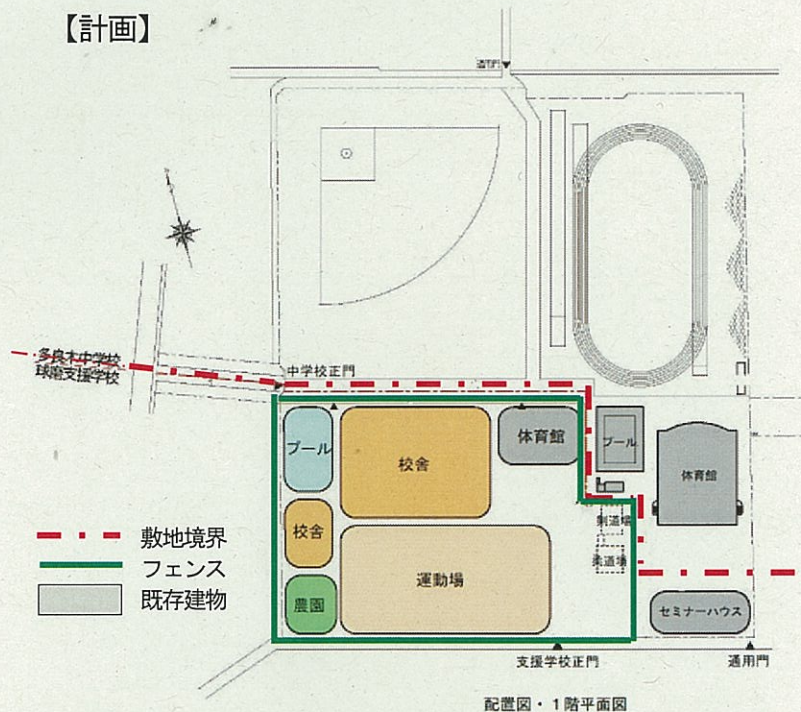 【計画】
通用門
多良木中学校
球磨支援学校
中学校正門
プール
校舎
体育館
プール
体育館
校舎
運動場
剣道場
柔道場
農園
セミナーハウス
敷地境界
フェンス
既存建物
支援学校正門
通用門
配置図・1階平面図